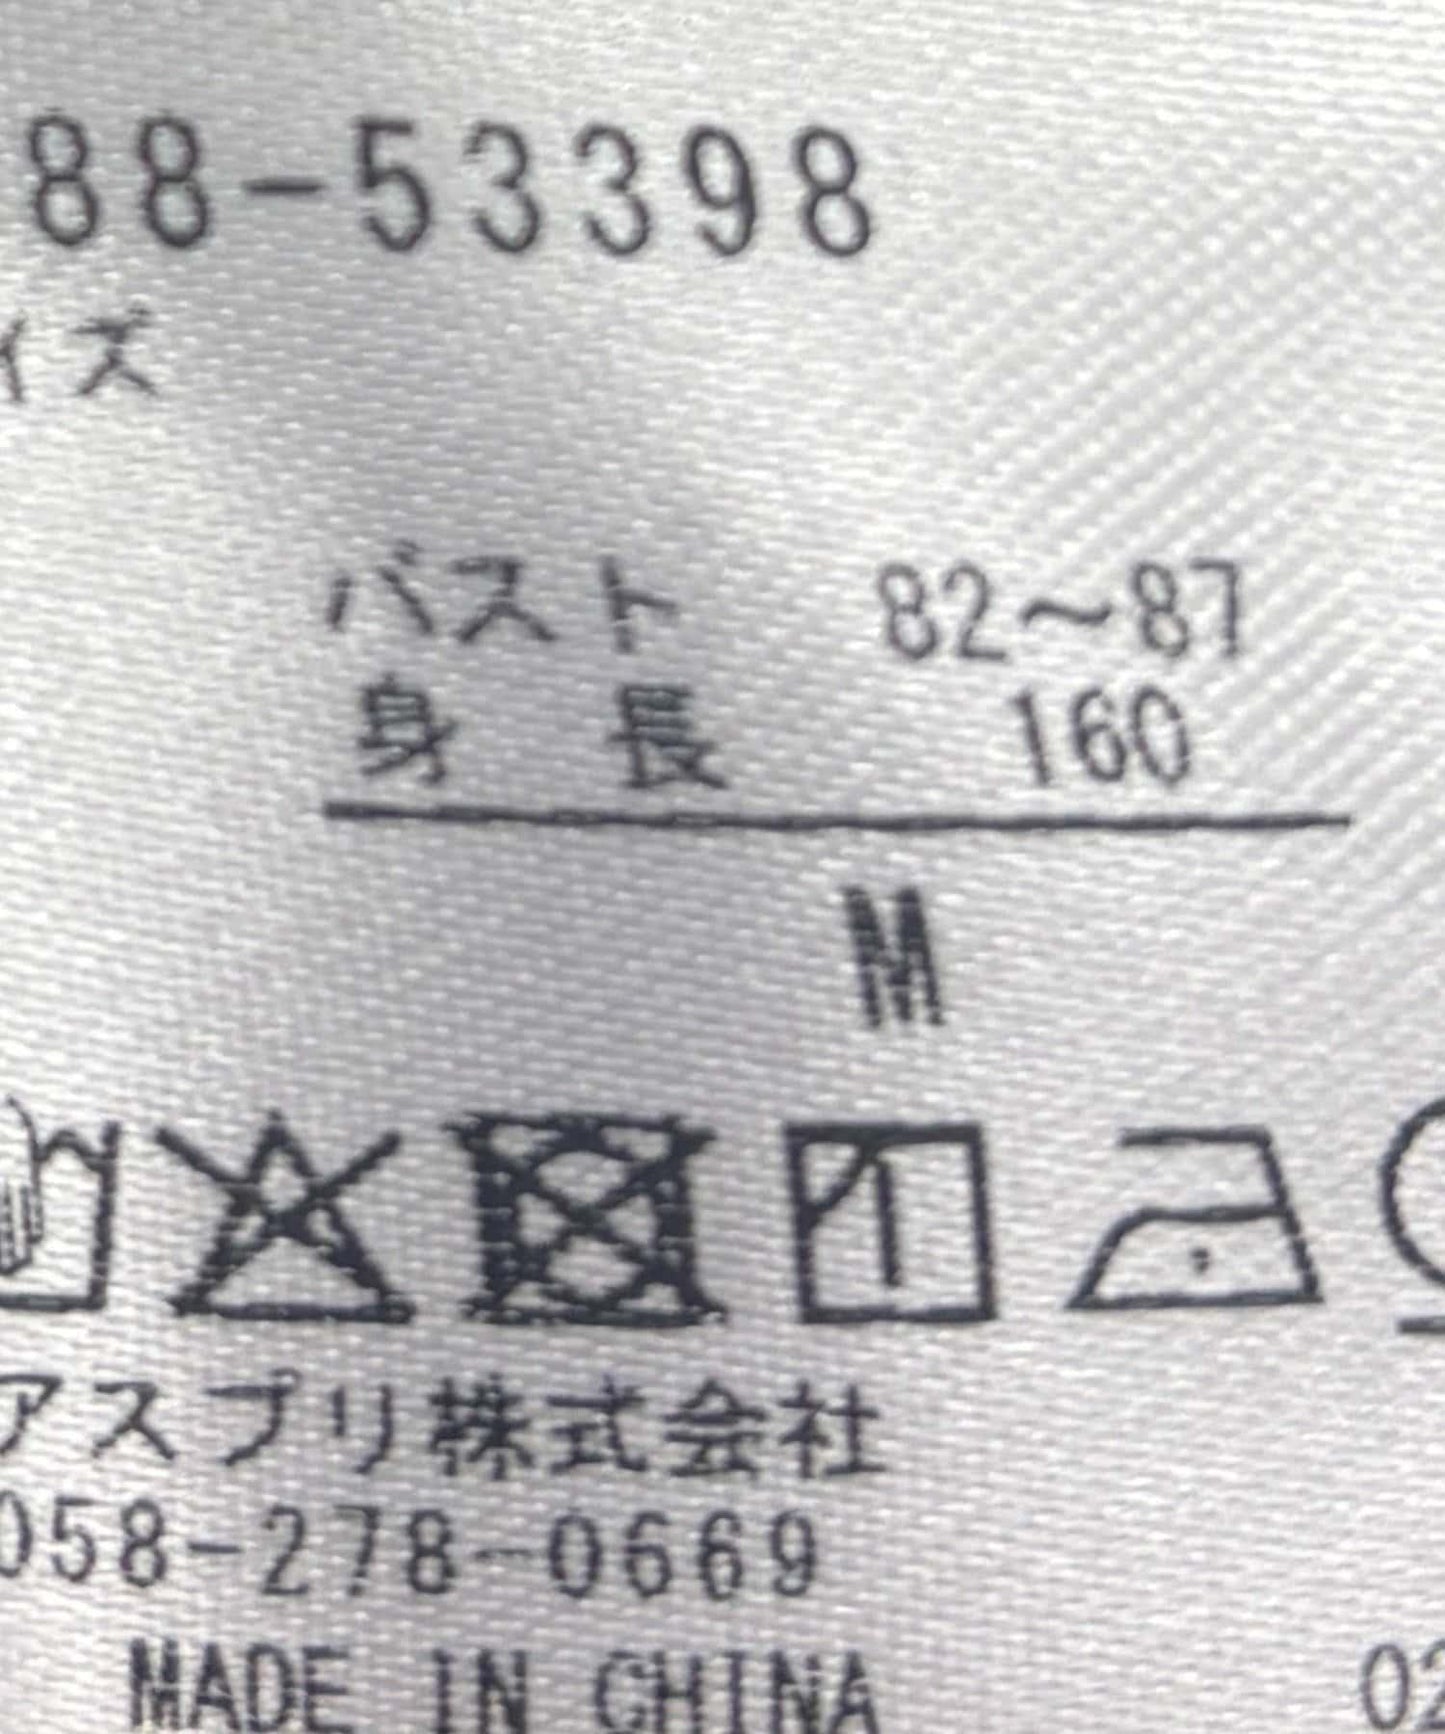 88-53398
イズ
バスト 82～87
身長 160
M
アスプリ株式会社
058-278-0669
MADE IN CHINA 02